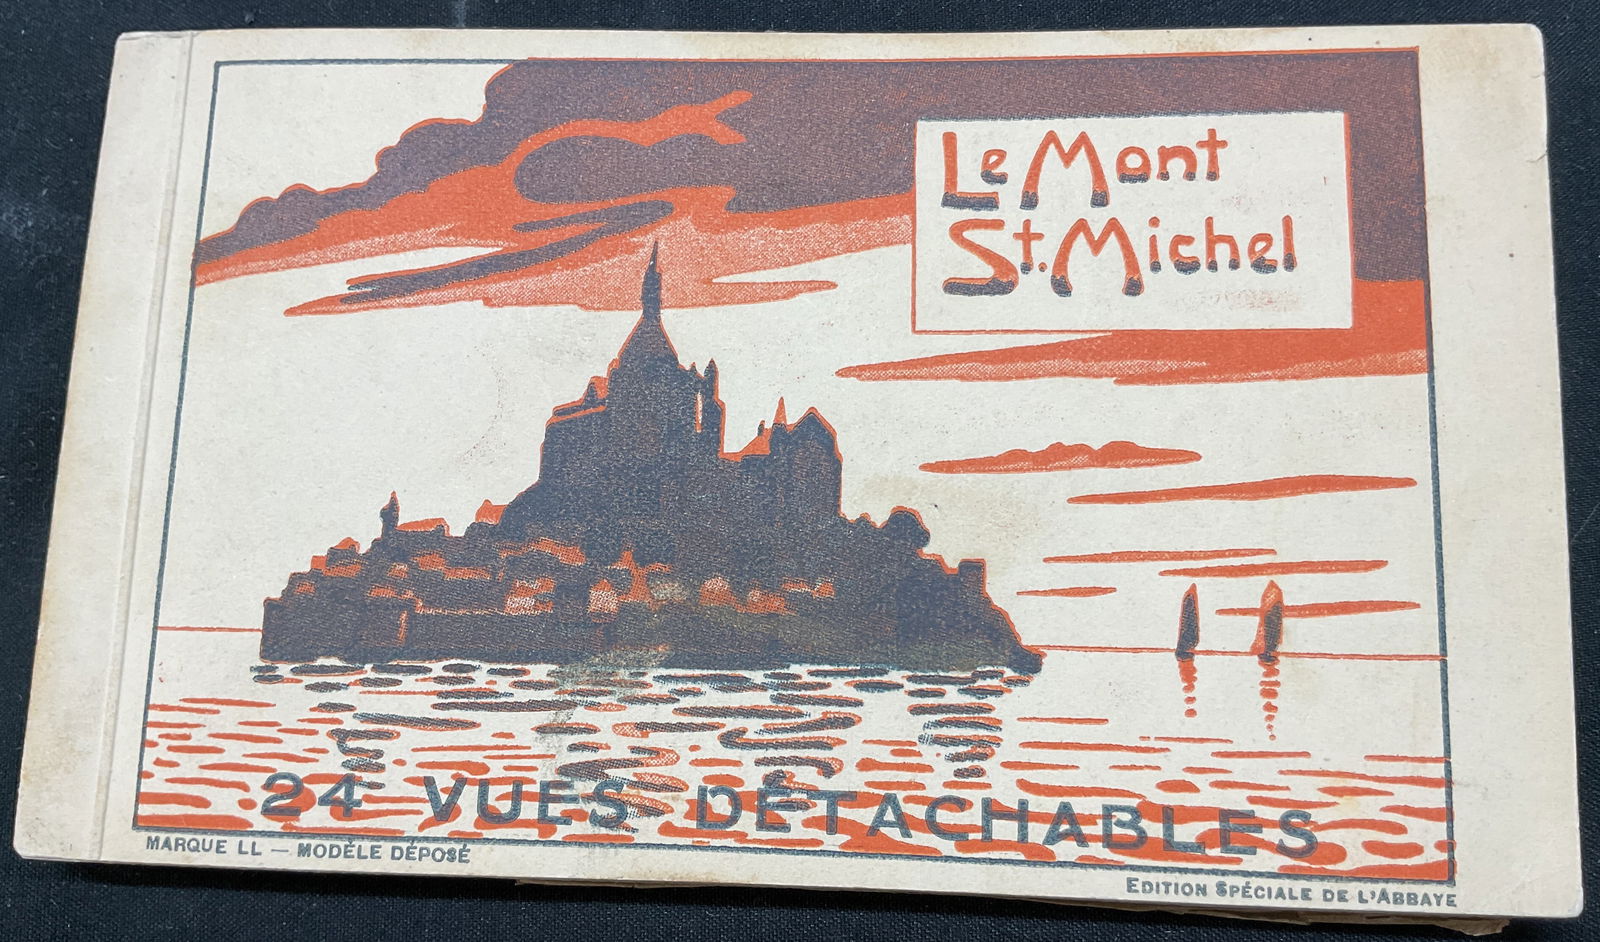 Le Mont
St. Michel
24 VUES DÉTACHABLES
MARQUE LL — MODÈLE DÉPOSÉ
EDITION SPÉCIALE DE L'ABBAYE